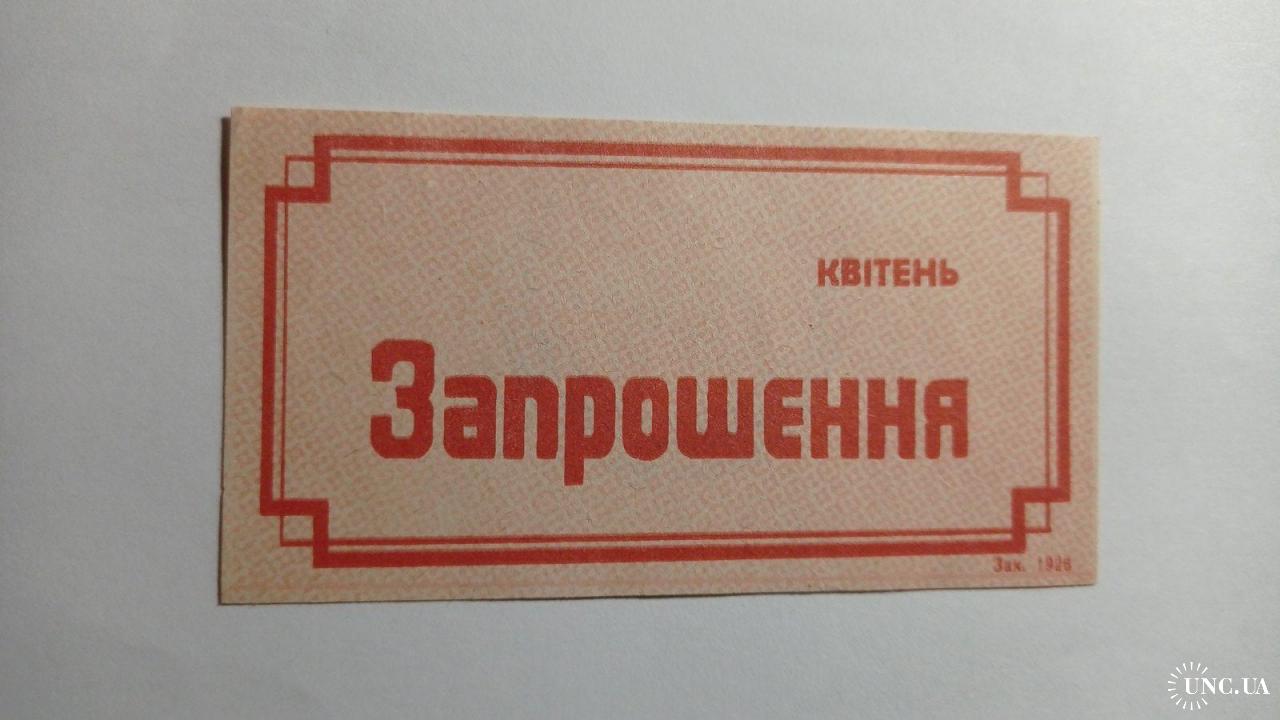 КВІТЕНЬ
Запрошення
Зак. 1926
UNC.UA